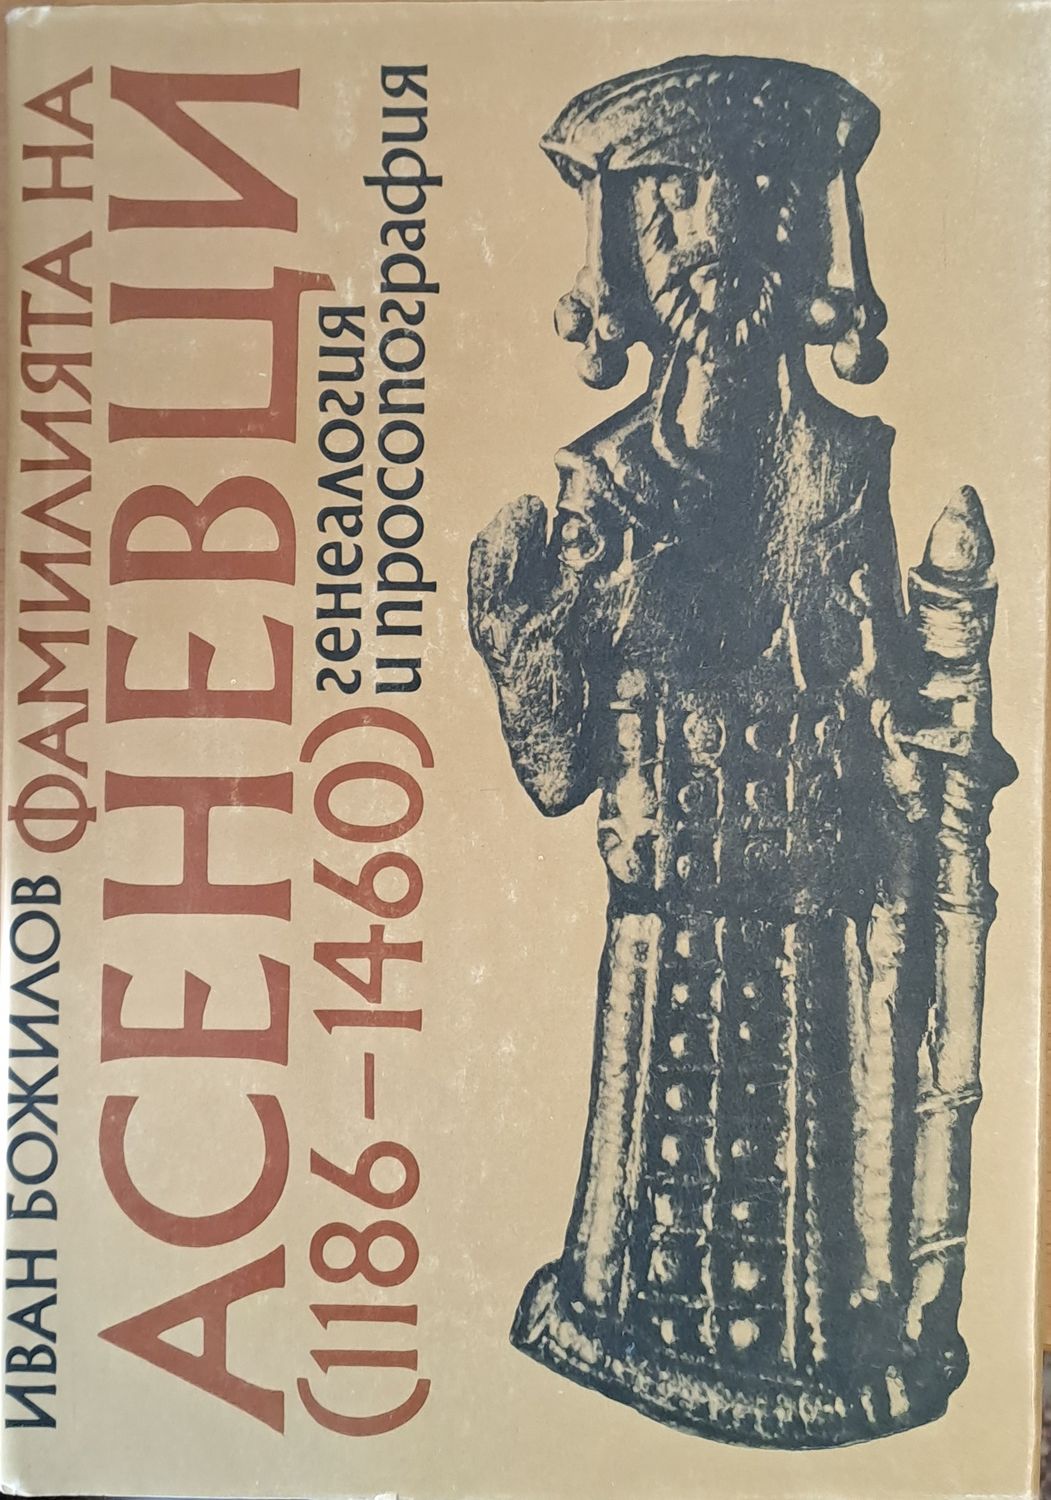 ИВАН БОЖИЛОВ ФАМИЛИЯТА НА
АСЕНЕВЦИ
(1186–1460) генеалогия
и просопография